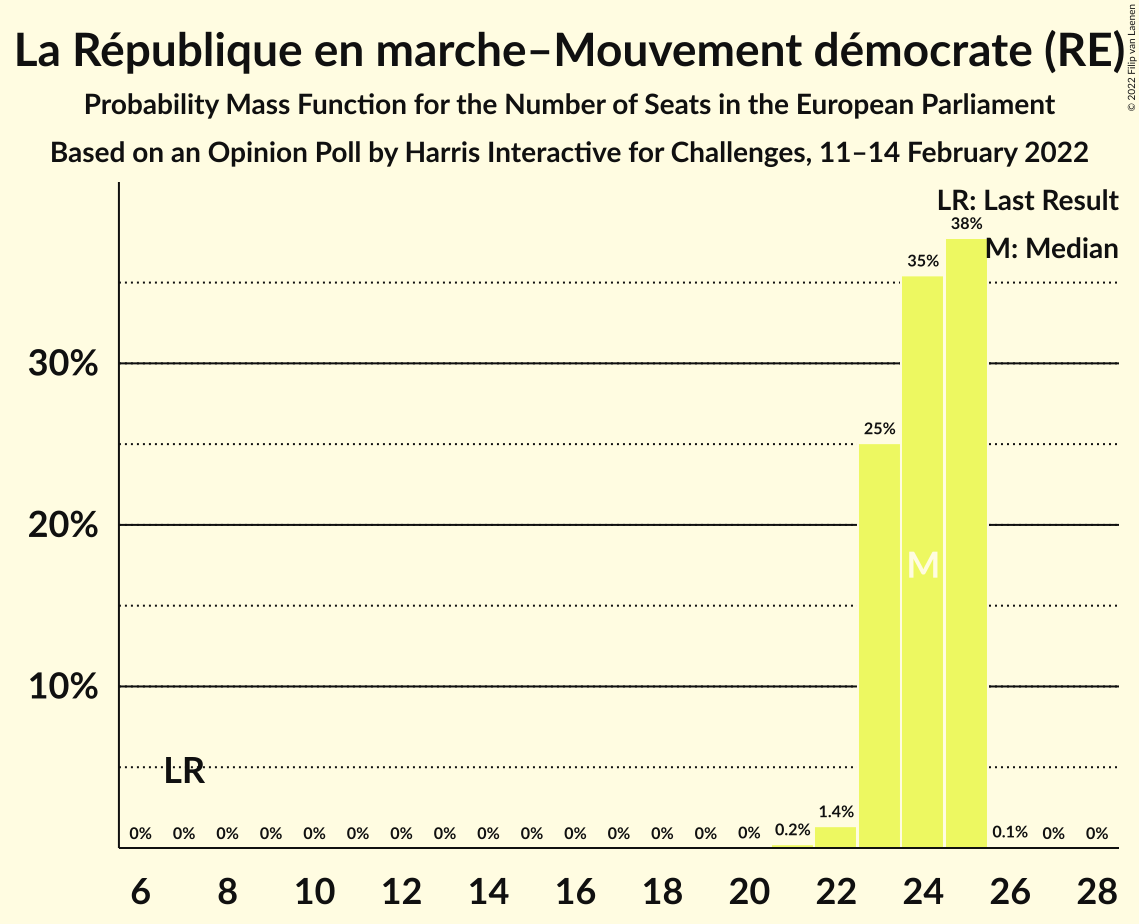 La République en marche–Mouvement démocrate (RE)
© 2022 Filip van Laenen
Probability Mass Function for the Number of Seats in the European Parliament
Based on an Opinion Poll by Harris Interactive for Challenges, 11–14 February 2022
LR: Last Result
38%
M: Median
35%
30%
25%
20%
M
10%
LR
0% 0% 0% 0% 0% 0% 0% 0% 0% 0% 0% 0% 0% 0% 0% 0.2% 1.4% 0.1% 0% 0%
6 8 10 12 14 16 18 20 22 24 26 28